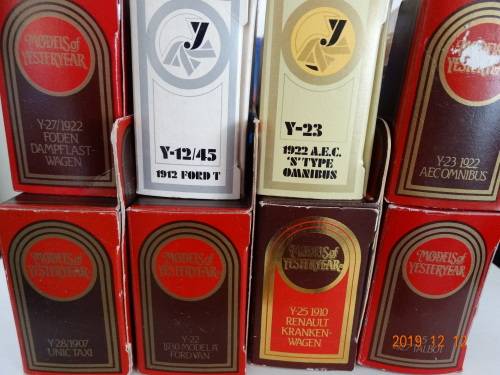 MODELS of
YESTERYEAR
Y-27/1922
FODEN
DAMPFLAST-
WAGEN
y
Y-12/45
1912 FORD T
y
Y-23
1922 A.E.C.
'S' TYPE
OMNIBUS
YESTERYEAR
Y-23 1922
AEC OMNIBUS
MODELS of
YESTERYEAR
Y-28/1907
UNIC TAXI
MODELS of
YESTERYEAR
Y-22
1930 MODEL A
FORD VAN
MODELS of
YESTERYEAR
Y-25 1910
RENAULT
KRANKEN-
WAGEN
MODELS of
YESTERYEAR
TALBOT
2019 12 12